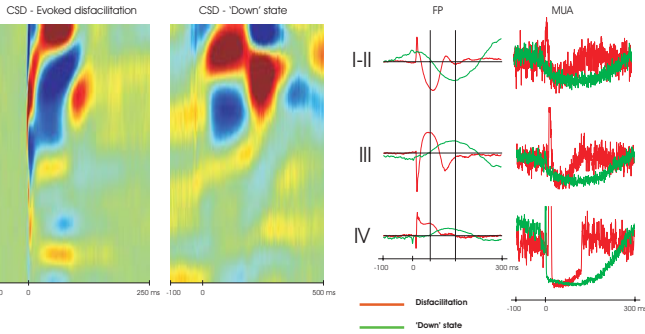 CSD - Evoked disfacilitation
CSD - 'Down' state
FP
MUA
I-II
III
IV
0
250 ms
-100
0
500 ms
-100
0
300 ms
-100
0
300 ms
Disfacilitation
'Down' state